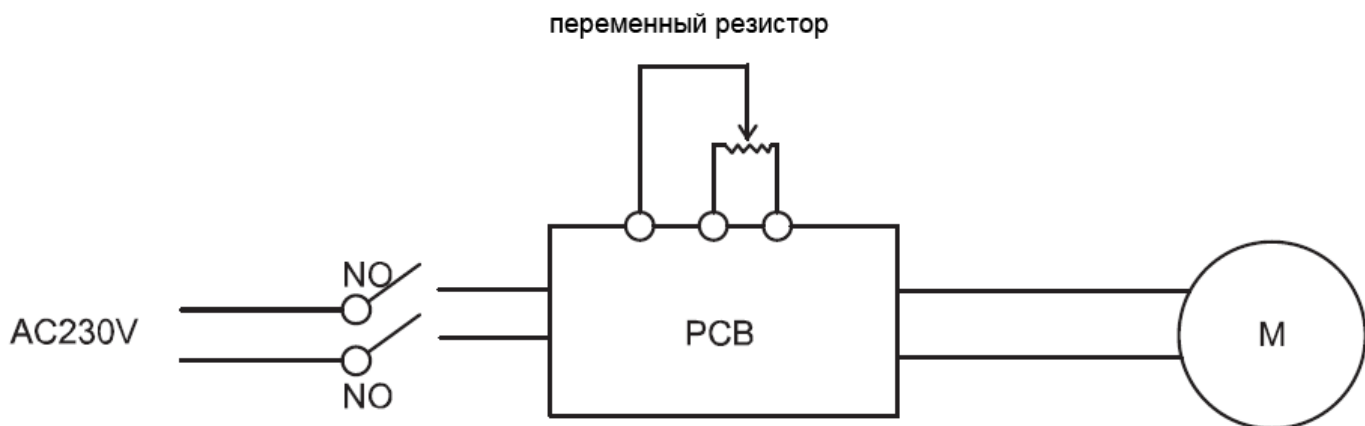 переменный резистор
NO
AC230V
NO
PCB
M